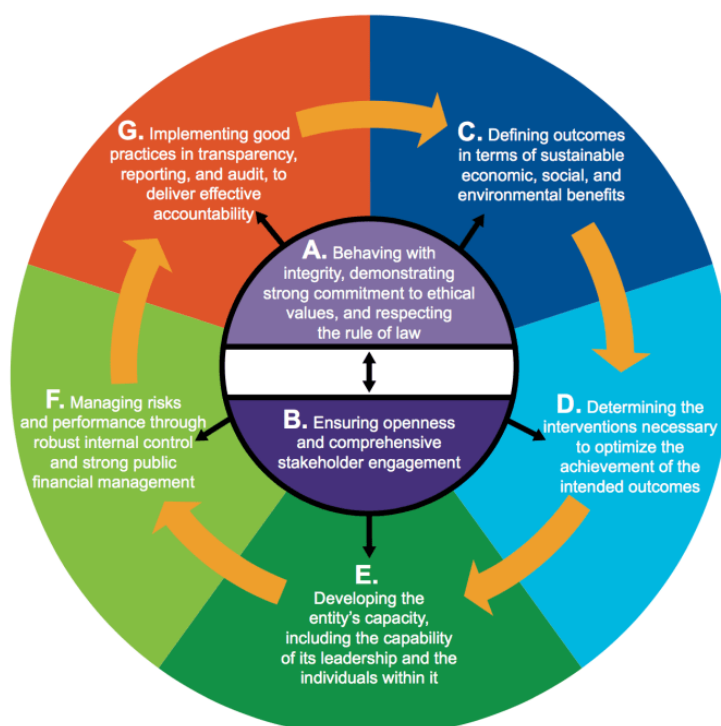 G. Implementing good
practices in transparency,
reporting, and audit, to
deliver effective
accountability
C. Defining outcomes
in terms of sustainable
economic, social, and
environmental benefits
A. Behaving with
integrity, demonstrating
strong commitment to ethical
values, and respecting
the rule of law
B. Ensuring openness
and comprehensive
stakeholder engagement
D. Determining the
interventions necessary
to optimize the
achievement of the
intended outcomes
E.
Developing the
entity's capacity,
including the capability
of its leadership and the
individuals within it
F. Managing risks
and performance through
robust internal control
and strong public
financial management